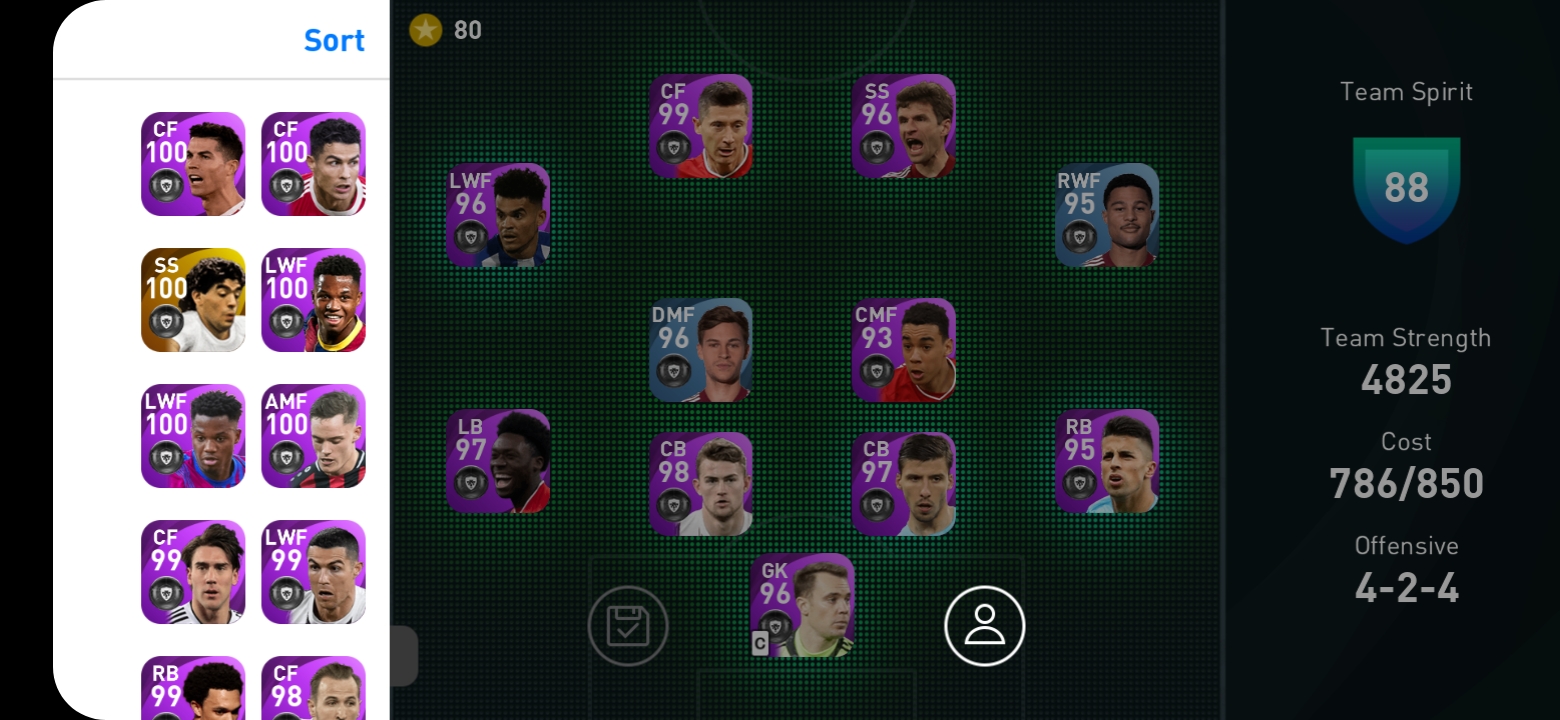 Sort
CF
100
CF
100
SS
100
LWF
100
LWF
100
AMF
100
CF
99
LWF
99
RB
99
CF
98
80
CF
99
SS
96
LWF
96
RWF
95
DMF
96
CMF
93
LB
97
CB
98
CB
97
RB
95
GK
96
C
Team Spirit
88
Team Strength
4825
Cost
786/850
Offensive
4-2-4